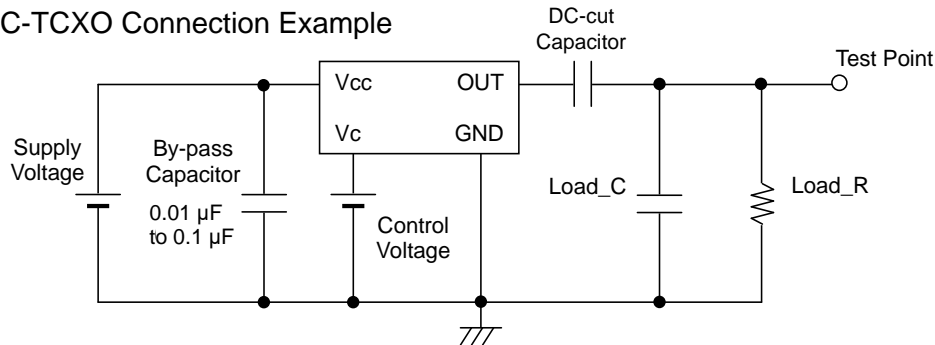 C-TCXO Connection Example
DC-cut
Capacitor
Test Point
Vcc
OUT
Vc
GND
Supply
Voltage
By-pass
Capacitor
0.01 µF
to 0.1 µF
Control
Voltage
Load_C
Load_R